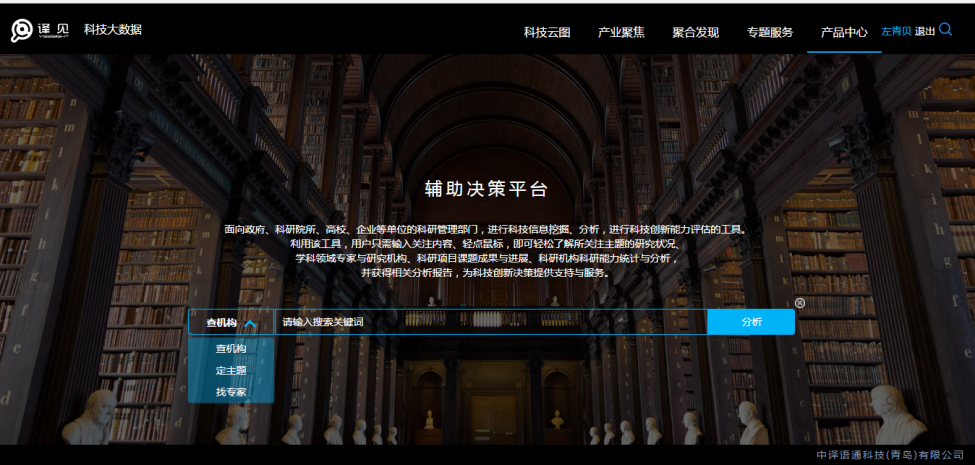 译见
YEESIGHT
科技大数据
科技云图
产业聚焦
聚合发现
专题服务
产品中心
左青贝 退出
辅助决策平台
面向政府、科研院所、高校、企业等单位的科研管理部门，进行科技信息挖掘、分析，进行科技创新能力评估的工具。
利用该工具，用户只需输入关注内容、轻点鼠标，即可轻松了解所关注主题的研究状况、
学科领域专家与研究机构、科研项目课题成果与进展、科研机构科研能力统计与分析，
并获得相关分析报告，为科技创新决策提供支持与服务。
查机构
请输入搜索关键词
分析
查机构
定主题
找专家
中译语通科技(青岛)有限公司